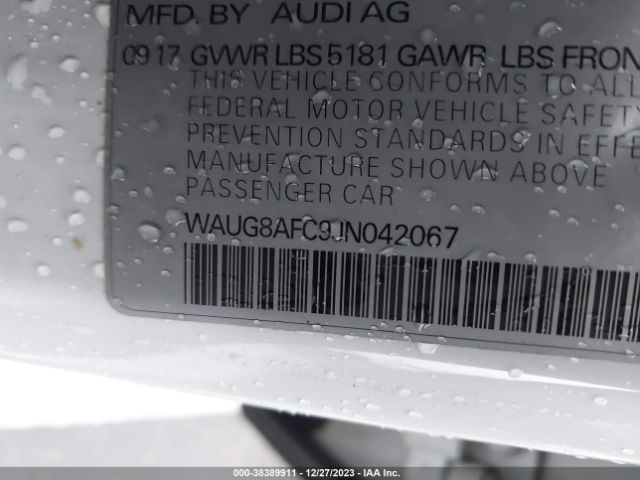 MFD. BY AUDI AG
09 17 GVWR LBS 5181 GAWR LBS FRON
THIS VEHICLE CONFORMS TO ALL
FEDERAL MOTOR VEHICLE SAFETY
PREVENTION STANDARDS IN EFFE
MANUFACTURE SHOWN ABOVE
PASSENGER CAR
WAUG8AFC9JN042067
000-38389911 - 12/27/2023 - IAA Inc.